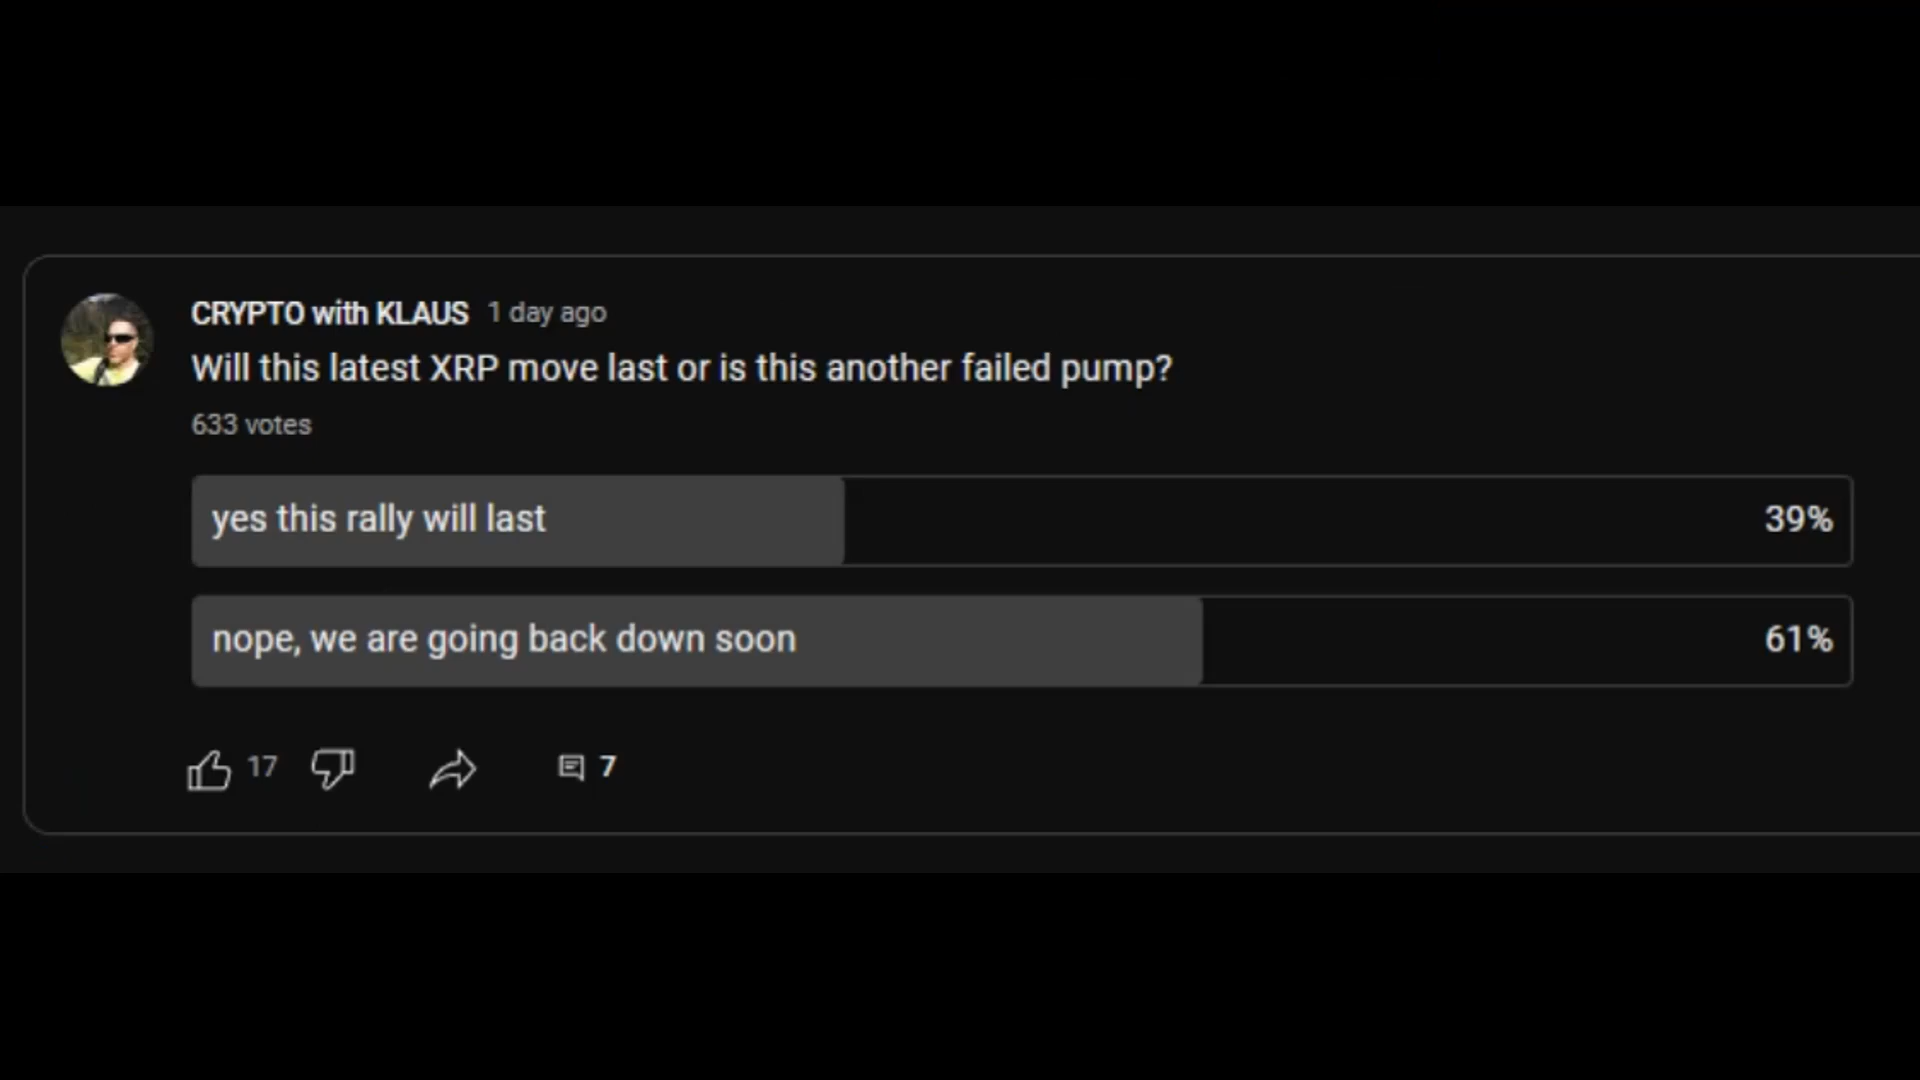 CRYPTO with KLAUS 1 day ago
Will this latest XRP move last or is this another failed pump?
633 votes
yes this rally will last 39%
nope, we are going back down soon 61%
17 7